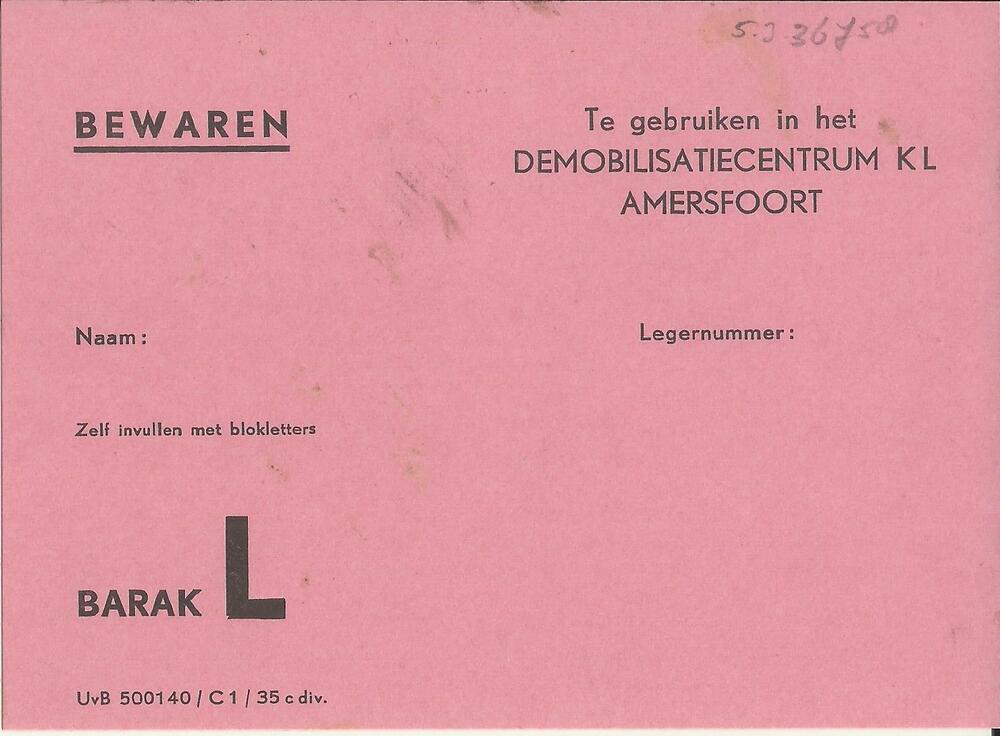 BEWAREN
Te gebruiken in het
DEMOBILISATIECENTRUM KL
AMERSFOORT
Naam:
Legernummer:
Zelf invullen met blokletters
BARAK L
UvB 500140 / C1 / 35 c div.